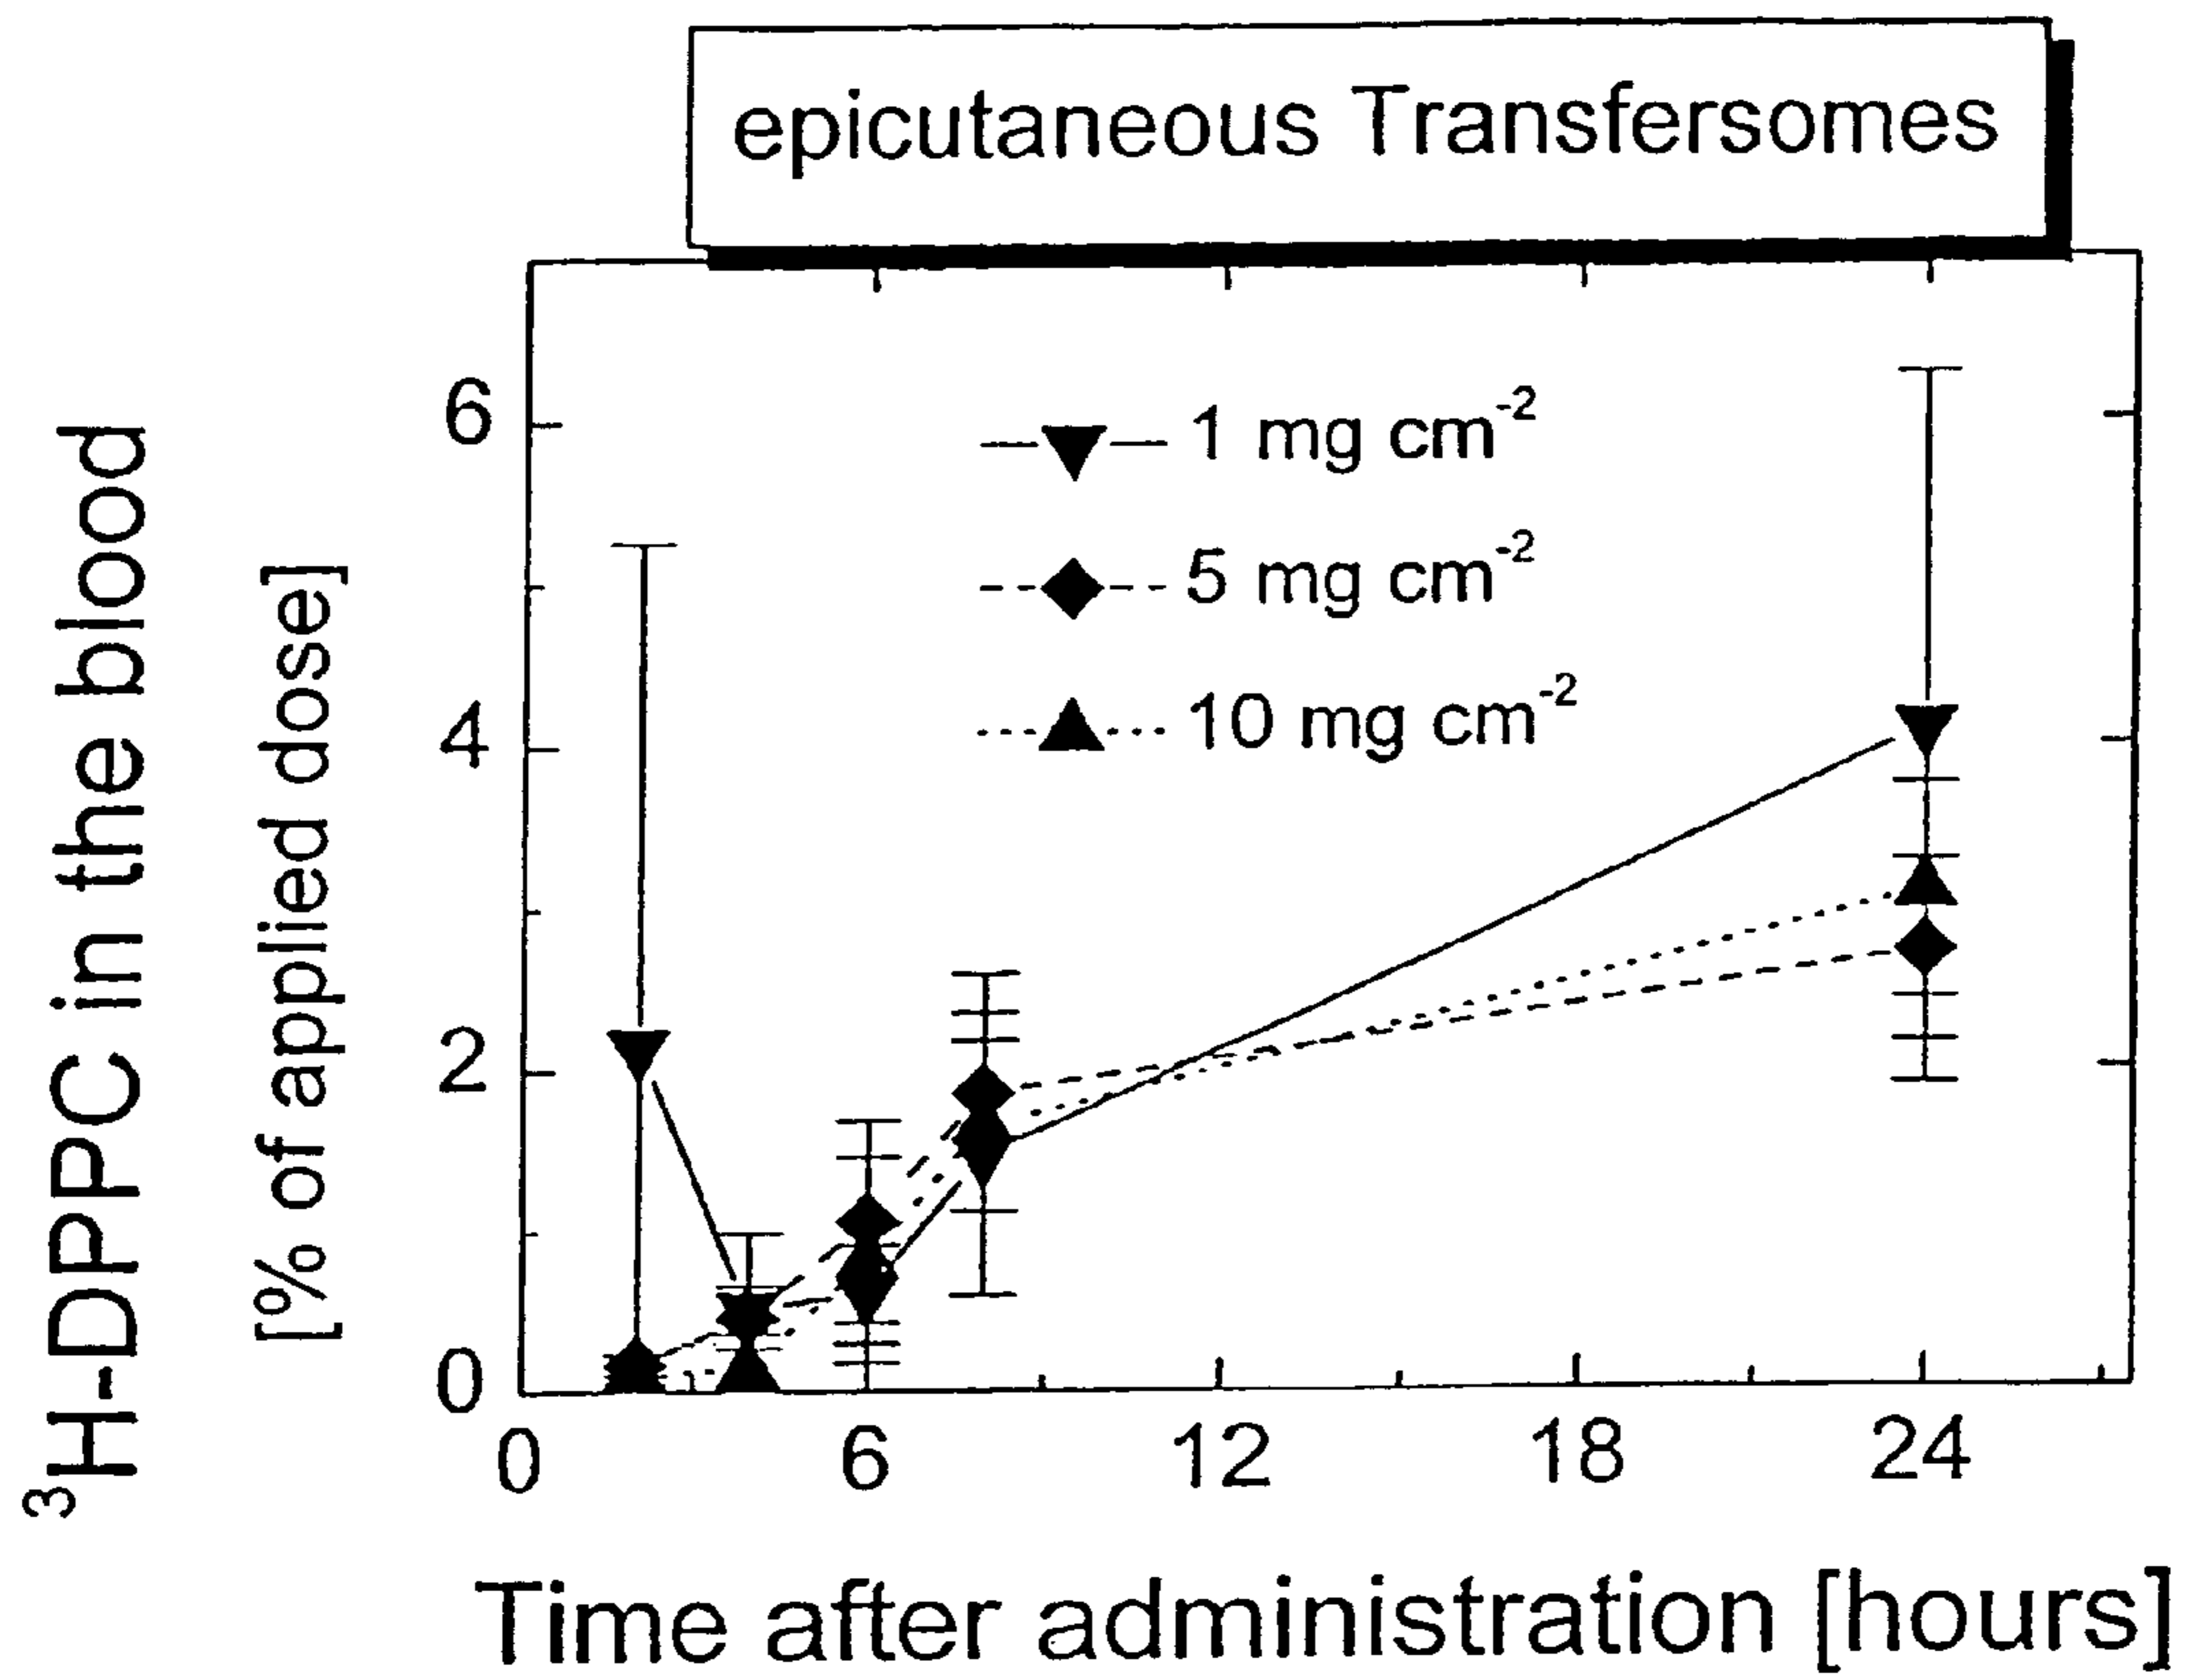 epicutaneous Transfersomes
³H-DPPC in the blood
[% of applied dose]
6
4
2
0
1 mg cm⁻²
5 mg cm⁻²
10 mg cm⁻²
0 6 12 18 24
Time after administration [hours]